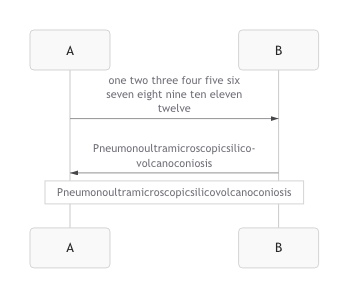 A
B
one two three four five six
seven eight nine ten eleven
twelve
Pneumonoultramicroscopicsilico-
volcanoconiosis
Pneumonoultramicroscopicsilicovolcanoconiosis
A
B